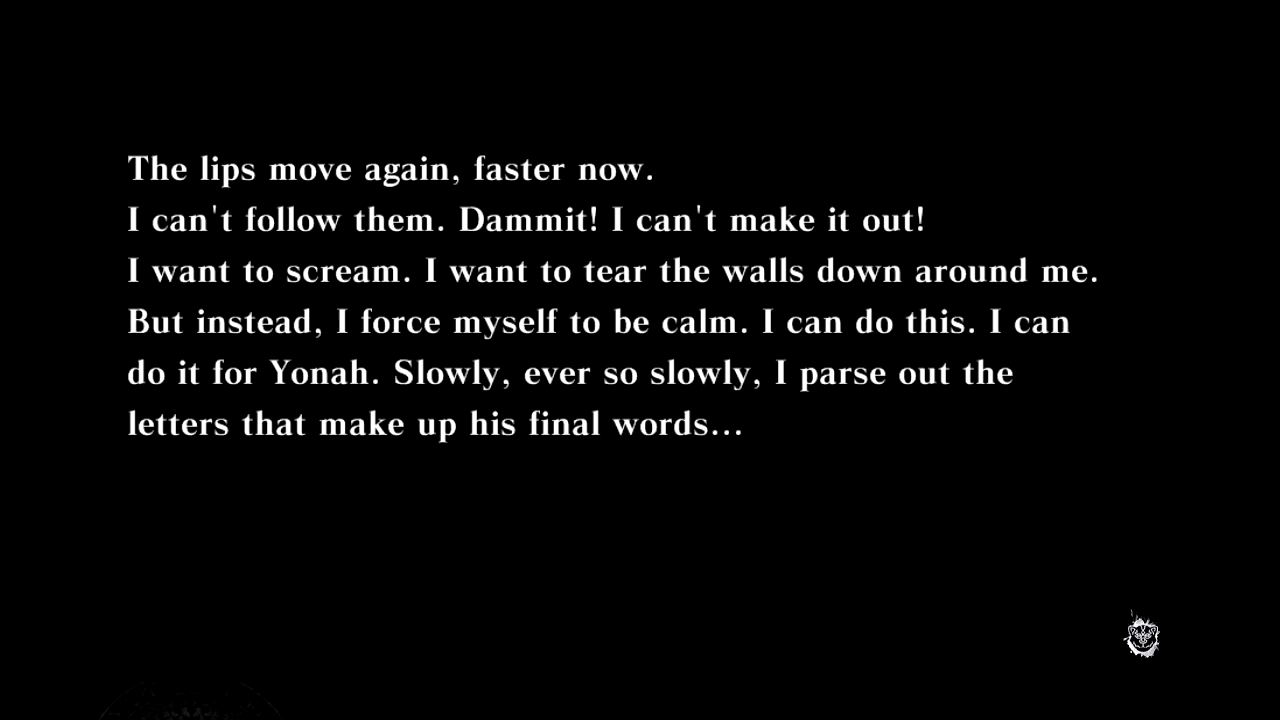 The lips move again, faster now.
I can't follow them. Dammit! I can't make it out!
I want to scream. I want to tear the walls down around me.
But instead, I force myself to be calm. I can do this. I can
do it for Yonah. Slowly, ever so slowly, I parse out the
letters that make up his final words...